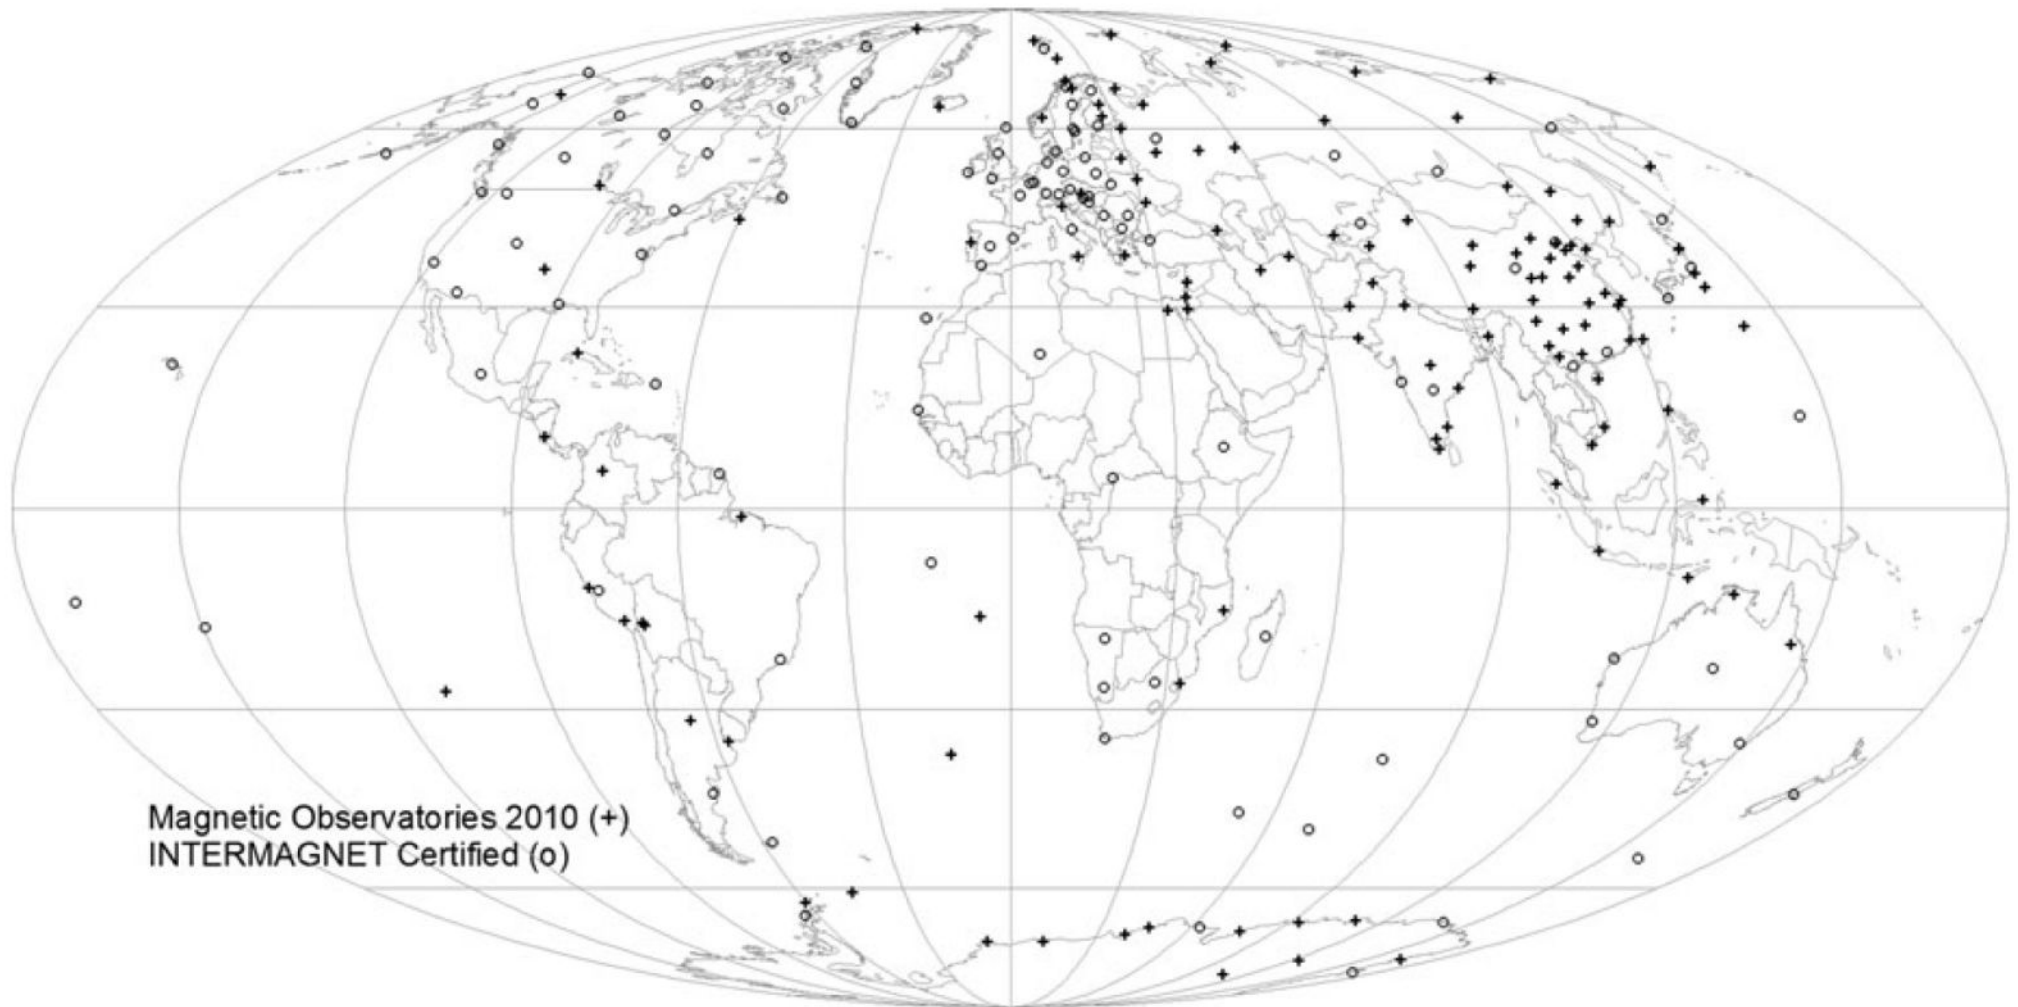 Magnetic Observatories 2010 (+)
INTERMAGNET Certified (o)